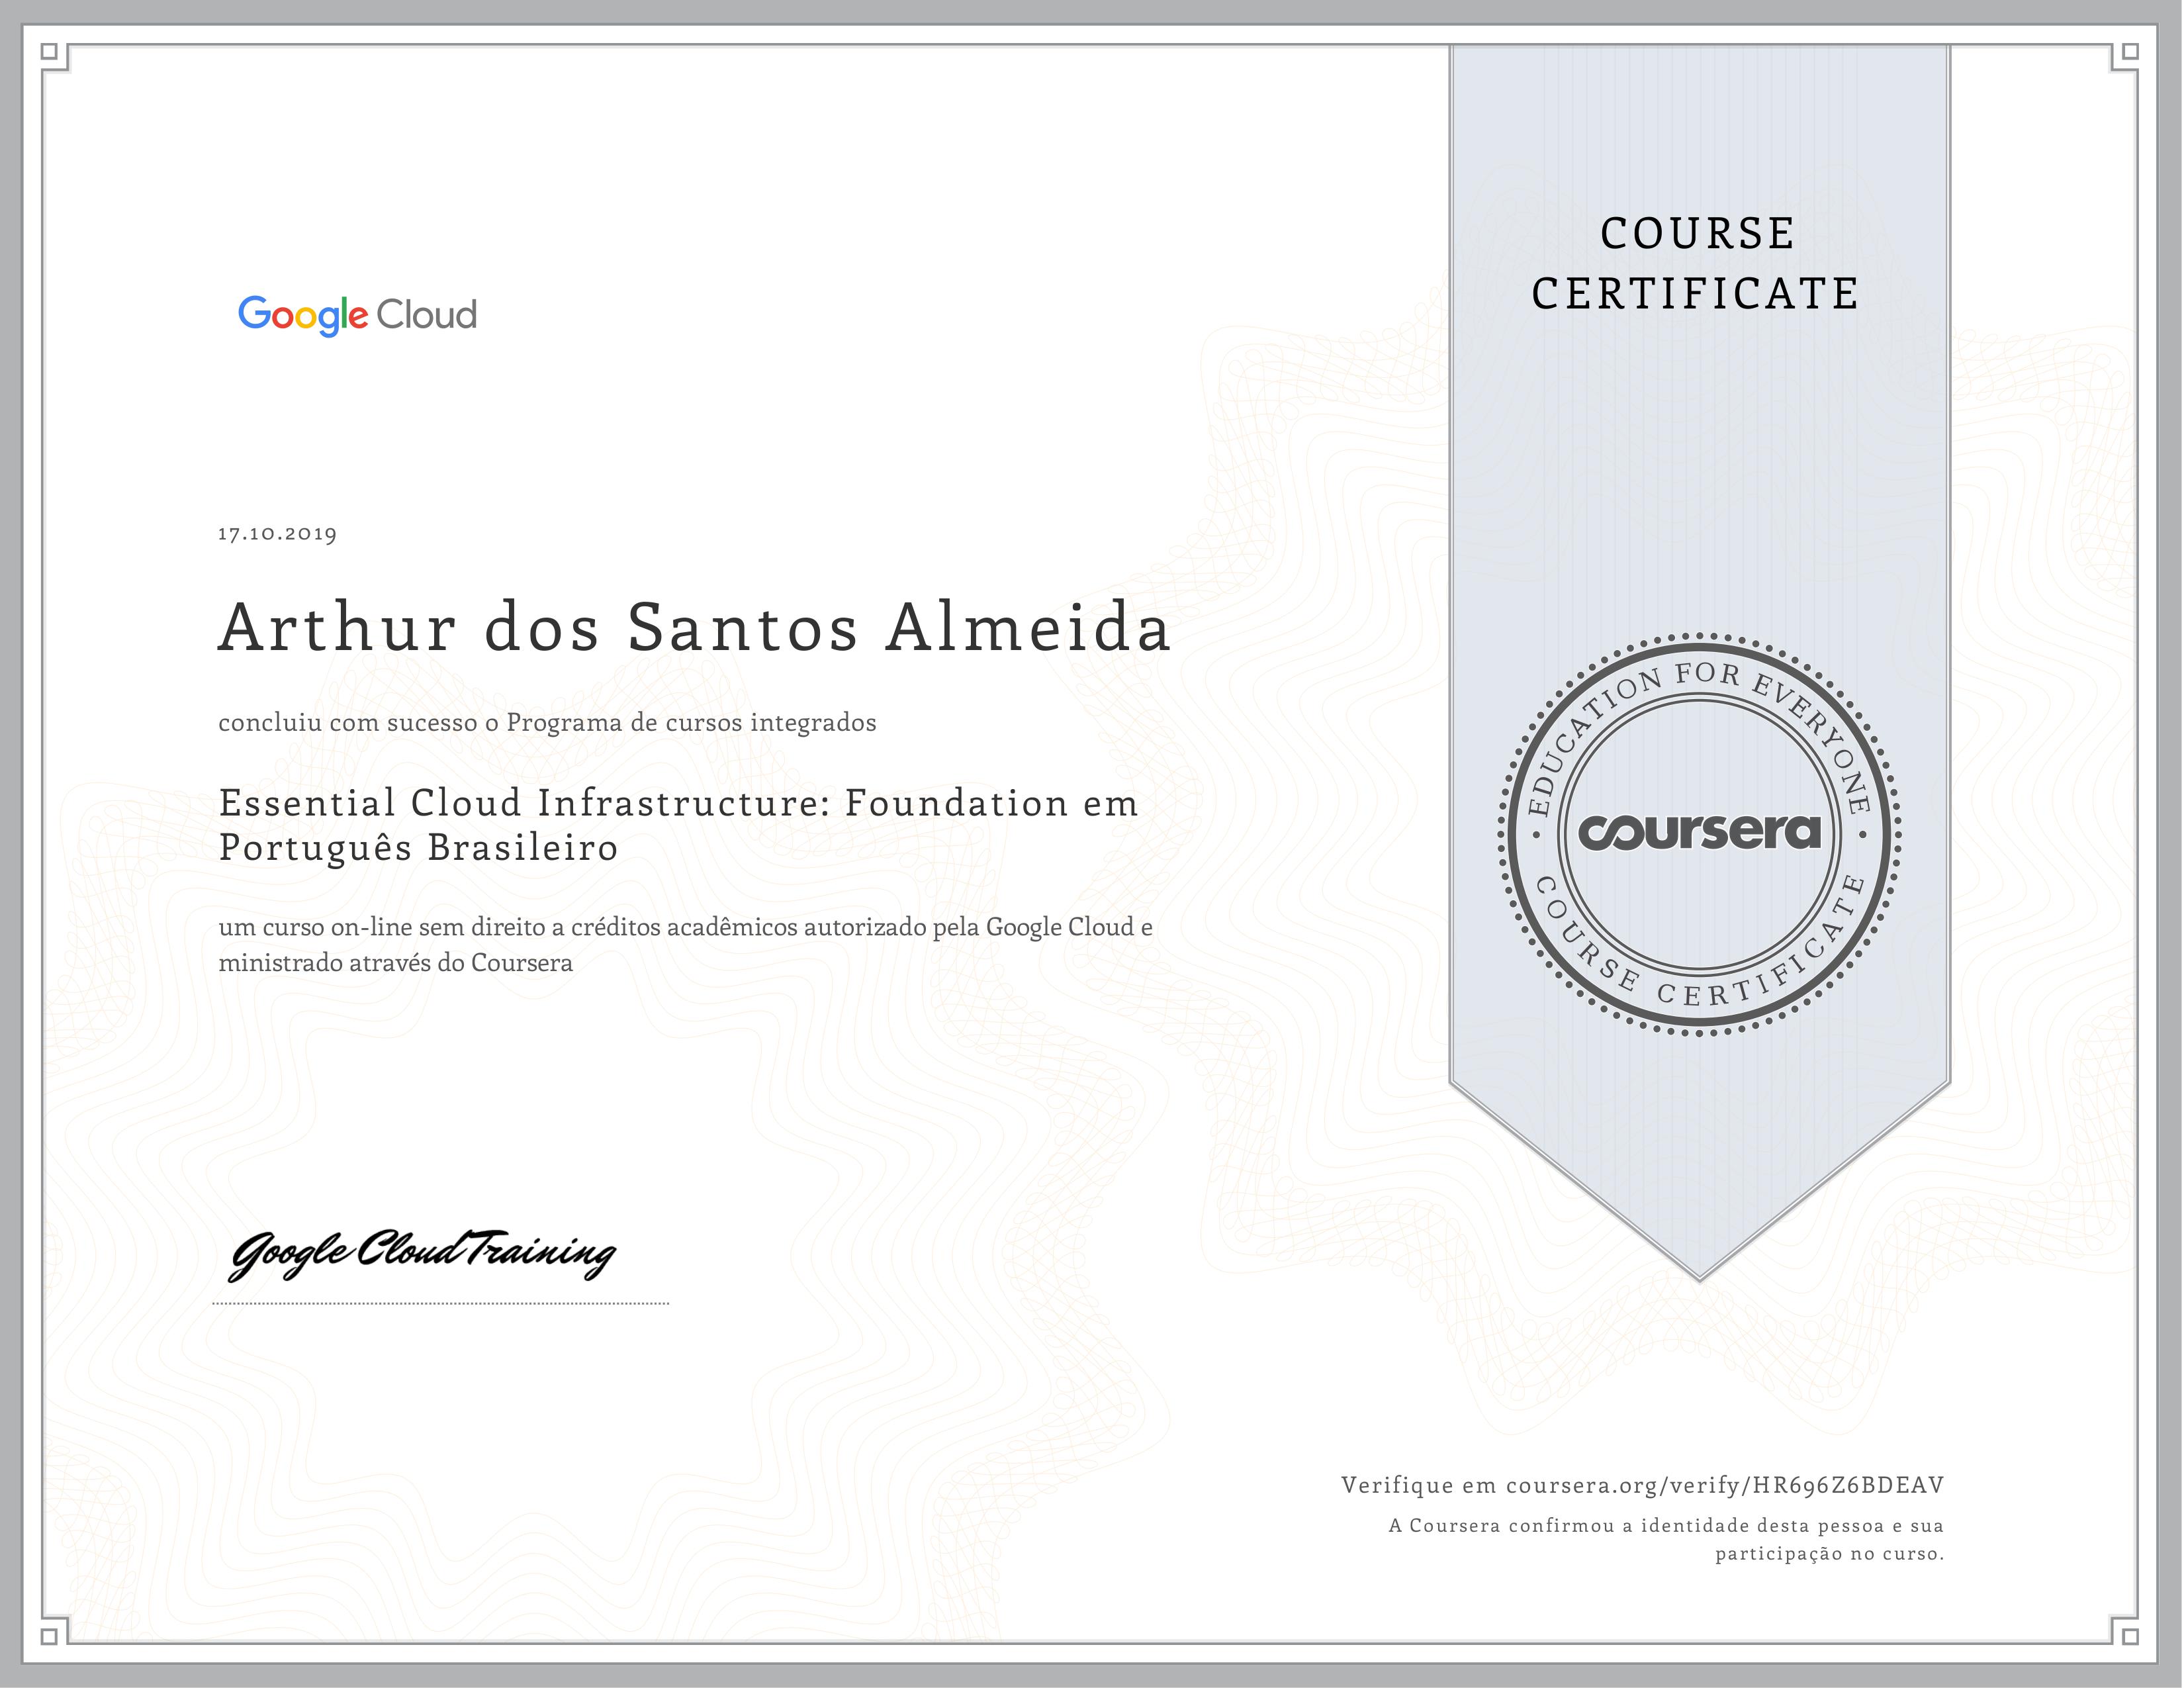 COURSE
CERTIFICATE
Google Cloud
17.10.2019
Arthur dos Santos Almeida
concluiu com sucesso o Programa de cursos integrados
Essential Cloud Infrastructure: Foundation em
Português Brasileiro
um curso on-line sem direito a créditos acadêmicos autorizado pela Google Cloud e
ministrado através do Coursera
EDUCATION FOR EVERYONE
coursera
COURSE CERTIFICATE
Google Cloud Training
Verifique em coursera.org/verify/HR696Z6BDEAV
A Coursera confirmou a identidade desta pessoa e sua
participação no curso.